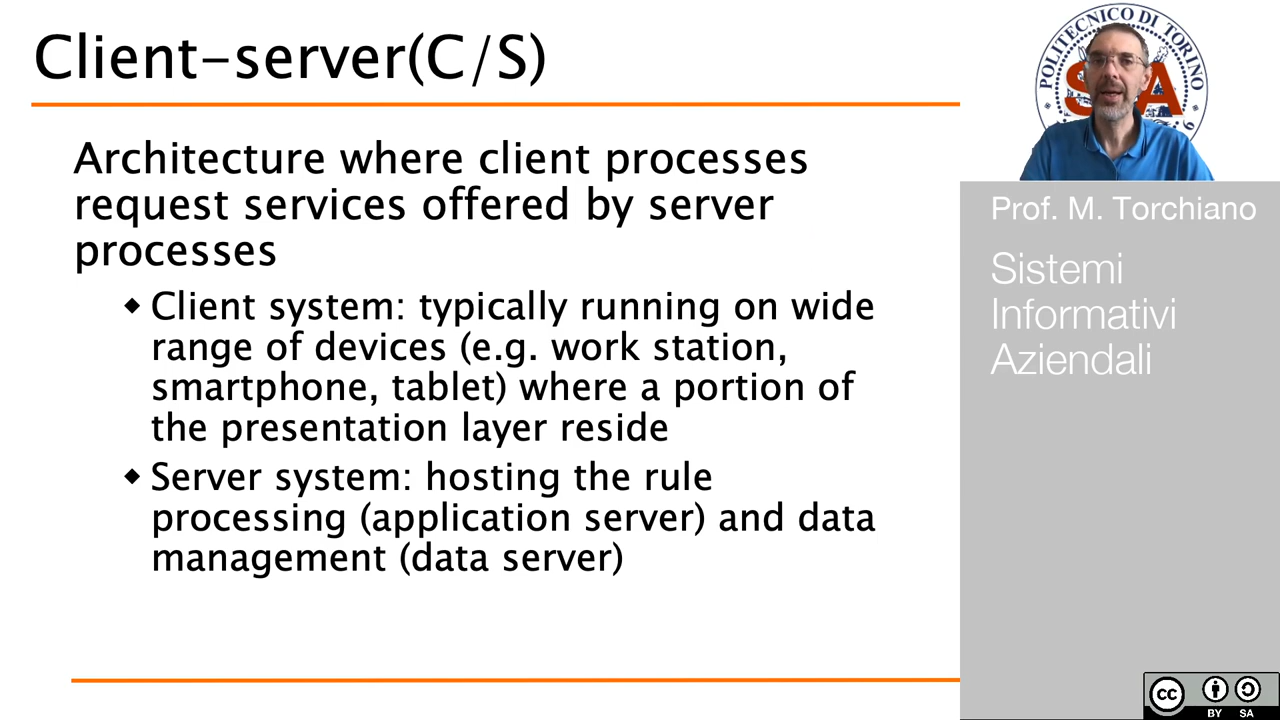 Client-server(C/S)
Architecture where client processes
request services offered by server
processes
◆ Client system: typically running on wide
range of devices (e.g. work station,
smartphone, tablet) where a portion of
the presentation layer reside
◆ Server system: hosting the rule
processing (application server) and data
management (data server)
POLITECNICO DI TORINO
S A
Prof. M. Torchiano
Sistemi
Informativi
Aziendali
cc
BY SA